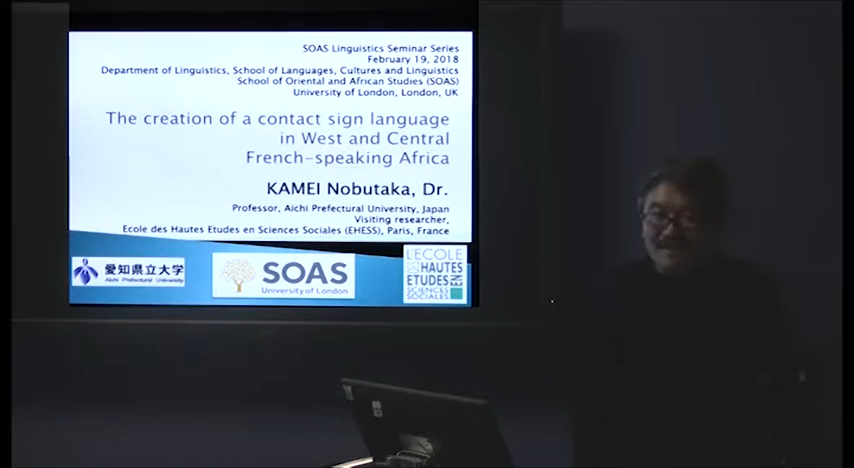 SOAS Linguistics Seminar Series
February 19, 2018
Department of Linguistics, School of Languages, Cultures and Linguistics
School of Oriental and African Studies (SOAS)
University of London, London, UK
The creation of a contact sign language
in West and Central
French-speaking Africa
KAMEI Nobutaka, Dr.
Professor, Aichi Prefectural University, Japan
Visiting researcher,
Ecole des Hautes Etudes en Sciences Sociales (EHESS), Paris, France
愛知県立大学
Aichi Prefectural University
SOAS
University of London
L'ECOLE
DES HAUTES
ETUDES EN
SCIENCES
SOCIALES